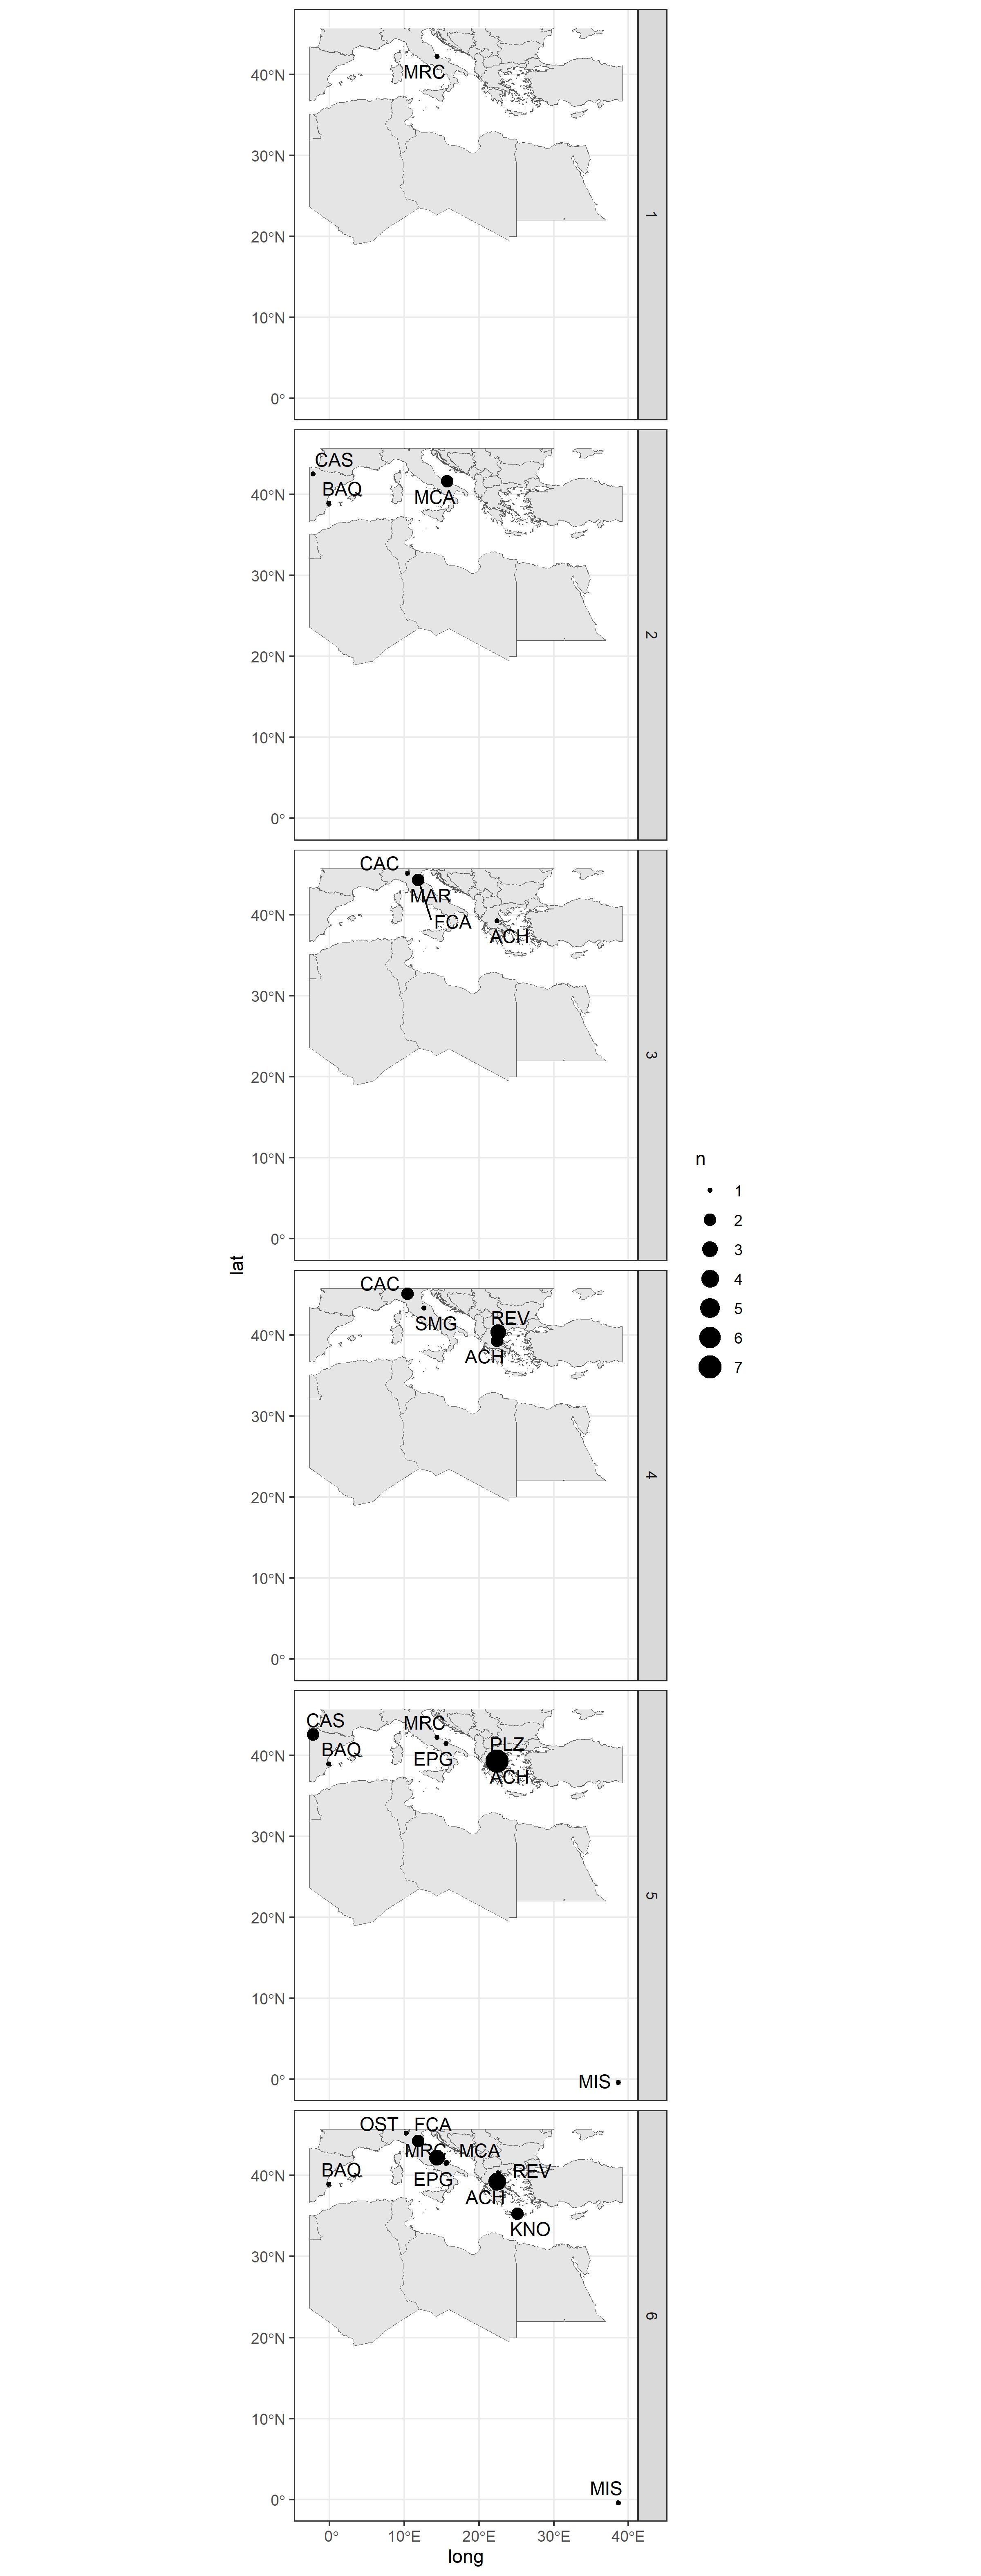 MRC
40°N
30°N
20°N
10°N
0°
1
CAS
BAQ
MCA
40°N
30°N
20°N
10°N
0°
2
CAC
MAR
FCA
ACH
40°N
30°N
20°N
10°N
0°
3
CAC
SMG
REV
ACH
40°N
30°N
20°N
10°N
0°
4
CAS
MRC
BAQ
EPG
PLZ
ACH
40°N
30°N
20°N
10°N
0°
MIS
5
OST FCA
MRC MCA
BAQ
EPG
REV
ACH
KNO
40°N
30°N
20°N
10°N
0°
MIS
6
0° 10°E 20°E 30°E 40°E
long
lat
n
1
2
3
4
5
6
7